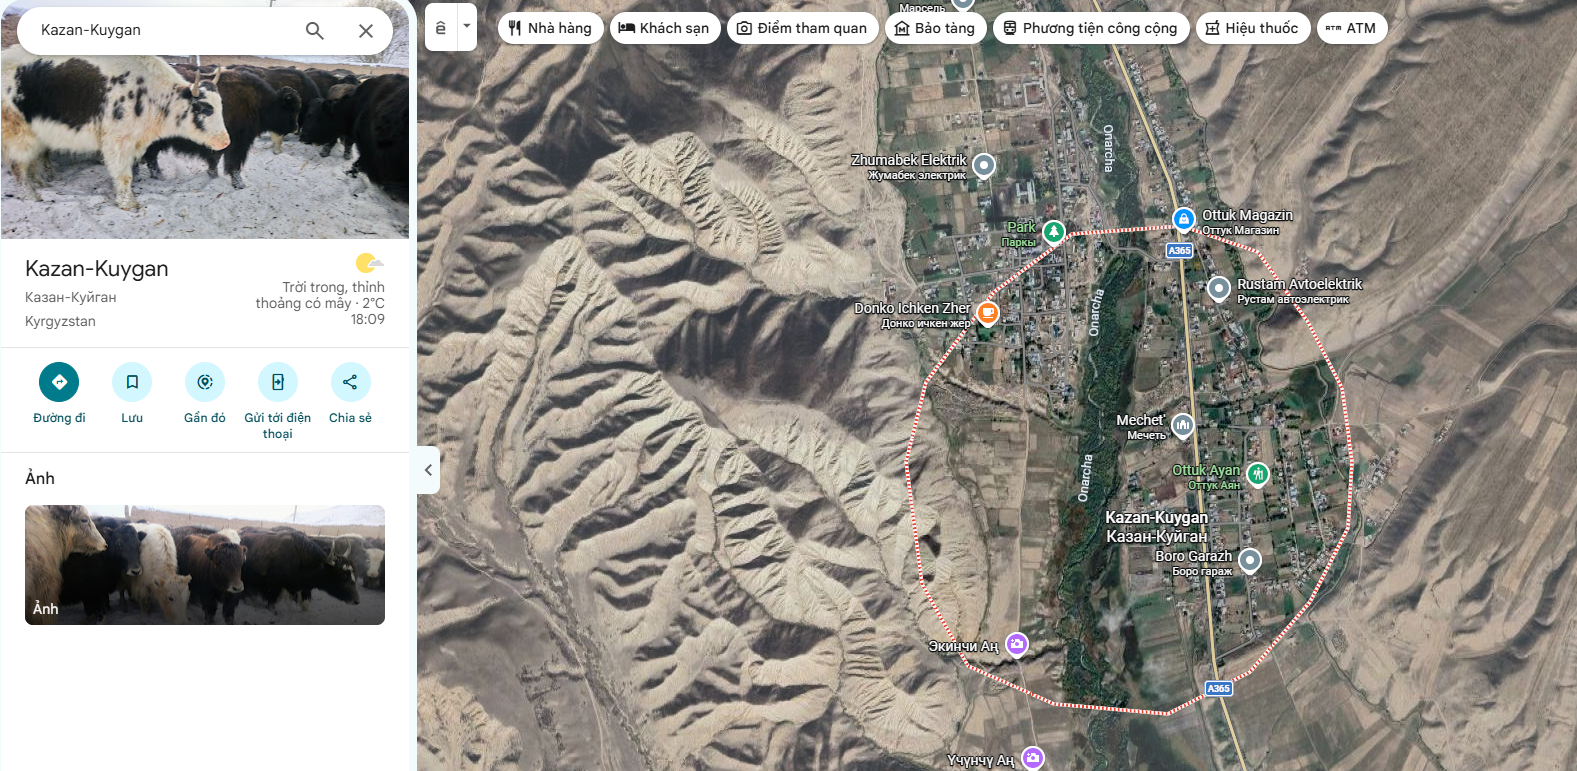 Kazan-Kuygan
Kazan-Kuygan
Казан-Куйган
Kyrgyzstan
Trời trong, thỉnh
thoảng có mây · 2°C
18:09
Đường đi
Lưu
Gần đó
Gửi tới điện
thoại
Chia sẻ
Ảnh
Ảnh
Nhà hàng
Khách sạn
Điểm tham quan
Bảo tàng
Phương tiện công cộng
Hiệu thuốc
ATM
ATM
Марсель
Onarcha
Zhumabek Elektrik
Жумабек электрик
Ottuk Magazin
Оттук Магазин
Park
Паркы
A365
Rustam Avtoelektrik
Рустам автоэлектрик
Donko Ichken Zher
Донко ичкен жер
Onarcha
Mechet'
Мечеть
Ottuk Ayan
Оттук Аян
Onarcha
Kazan-Kuygan
Казан-Куйган
Boro Garazh
Боро гараж
Экинчи Аң
A365
Үчүнчү Аң